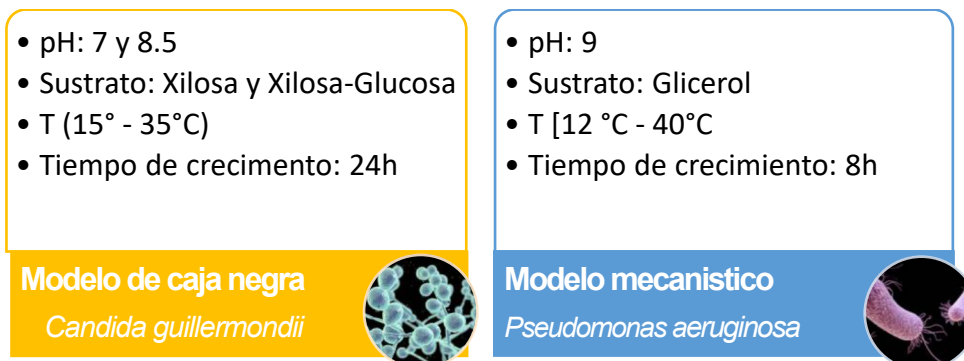 • pH: 7 y 8.5
• Sustrato: Xilosa y Xilosa-Glucosa
• T (15° - 35°C)
• Tiempo de crecimento: 24h
Modelo de caja negra
Candida guillermondii
• pH: 9
• Sustrato: Glicerol
• T [12 °C - 40°C
• Tiempo de crecimiento: 8h
Modelo mecanistico
Pseudomonas aeruginosa